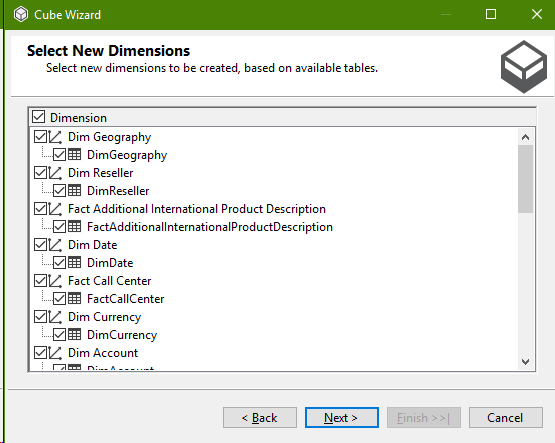 Cube Wizard
Select New Dimensions
Select new dimensions to be created, based on available tables.
Dimension
Dim Geography
DimGeography
Dim Reseller
DimReseller
Fact Additional International Product Description
FactAdditionalInternationalProductDescription
Dim Date
DimDate
Fact Call Center
FactCallCenter
Dim Currency
DimCurrency
Dim Account
DimAccount
< Back Next > Finish >>| Cancel